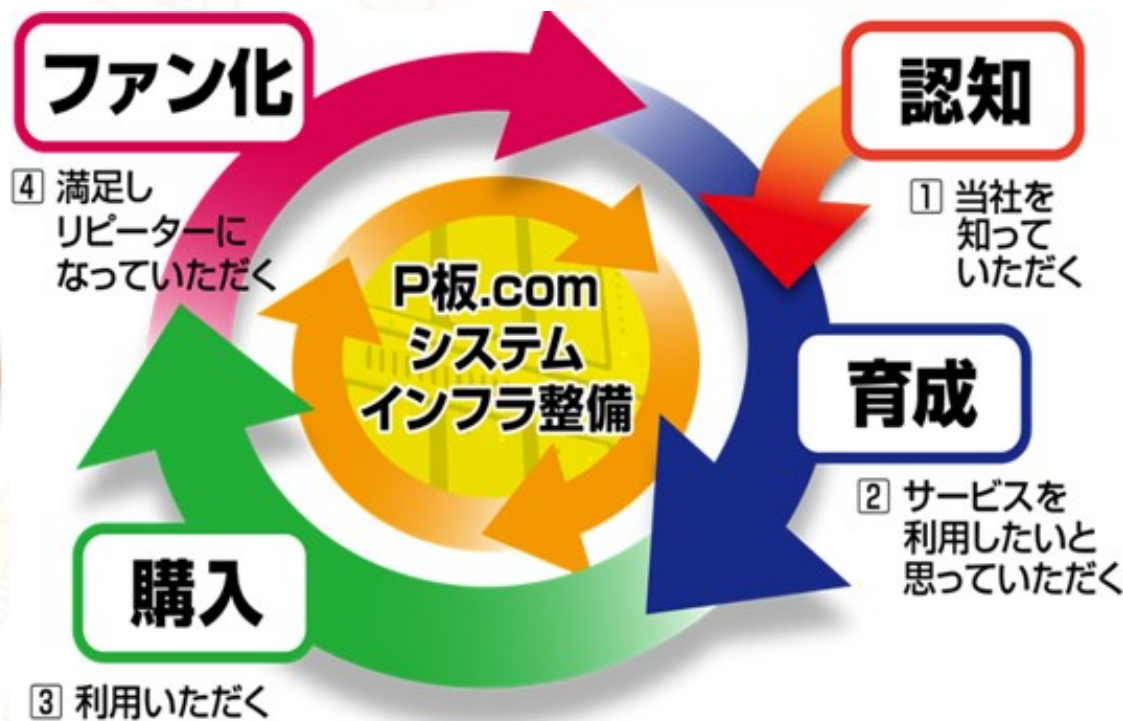 認知
1 当社を
知って
いただく
育成
2 サービスを
利用したいと
思っていただく
購入
3 利用いただく
ファン化
4 満足し
リピーターに
なっていただく
P板.com
システム
インフラ整備